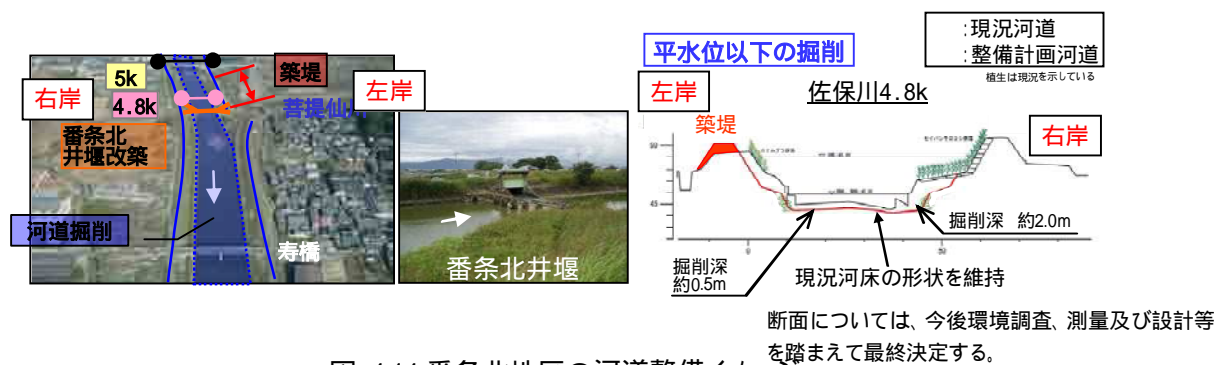 5k
4.8k
右岸
番条北
井堰改築
河道掘削
築堤
左岸
寿橋
番条北井堰
平水位以下の掘削
:現況河道
:整備計画河道
植生は現況を示している
佐保川4.8k
左岸
築堤
右岸
45
0
50
掘削深
約0.5m
掘削深 約2.0m
現況河床の形状を維持
断面については、今後環境調査、測量及び設計等
を踏まえて最終決定する。